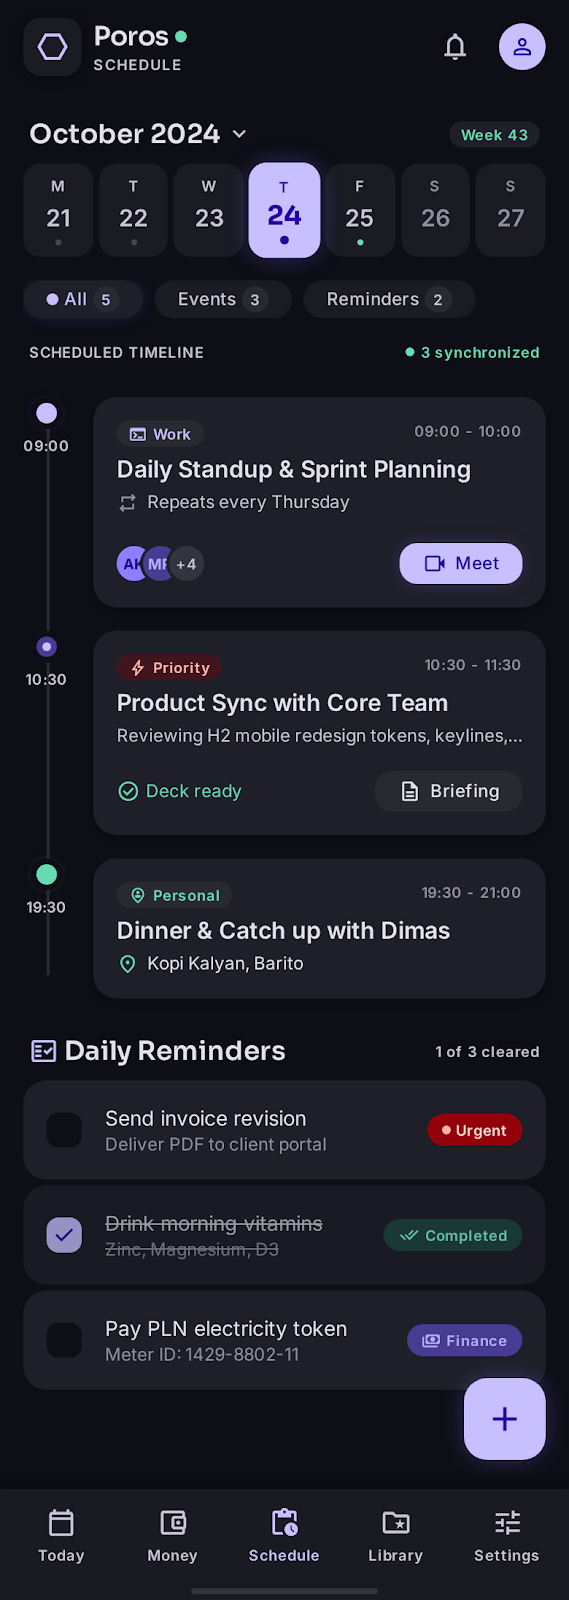 Poros
SCHEDULE
October 2024
Week 43
M T W T F S S
21 22 23 24 25 26 27
All 5 Events 3 Reminders 2
SCHEDULED TIMELINE
3 synchronized
09:00
Work
09:00 - 10:00
Daily Standup & Sprint Planning
Repeats every Thursday
+4
Meet
10:30
Priority
10:30 - 11:30
Product Sync with Core Team
Reviewing H2 mobile redesign tokens, keylines,...
Deck ready
Briefing
19:30
Personal
19:30 - 21:00
Dinner & Catch up with Dimas
Kopi Kalyan, Barito
Daily Reminders
1 of 3 cleared
Send invoice revision
Deliver PDF to client portal
Urgent
Drink morning vitamins
Zinc, Magnesium, D3
Completed
Pay PLN electricity token
Meter ID: 1429-8802-11
Finance
Today Money Schedule Library Settings